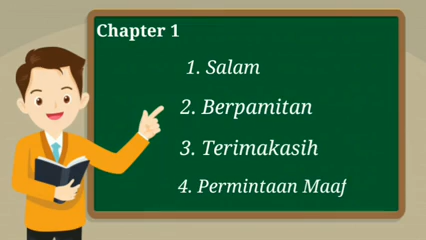 Chapter 1
1. Salam
2. Berpamitan
3. Terimakasih
4. Permintaan Maaf